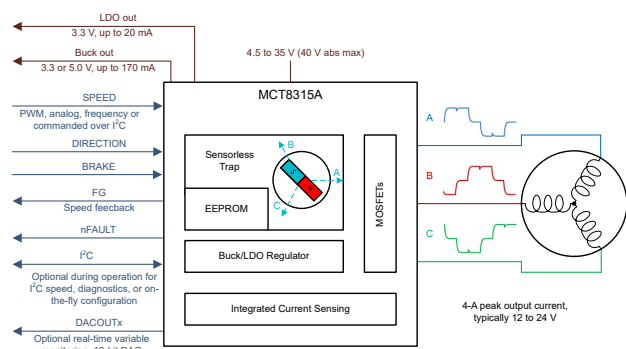 LDO out
3.3 V, up to 20 mA
Buck out
3.3 or 5.0 V, up to 170 mA
4.5 to 35 V (40 V abs max)
MCT8315A
SPEED
PWM, analog, frequency or
commanded over I²C
DIRECTION
BRAKE
FG
Speed feecback
nFAULT
I²C
Optional during operation for
I²C speed, diagnostics, or on-
the-fly configuration
DACOUTx
Optional real-time variable
Sensorless
Trap
EEPROM
B
A
C
MOSFETs
Buck/LDO Regulator
Integrated Current Sensing
A
B
C
4-A peak output current,
typically 12 to 24 V